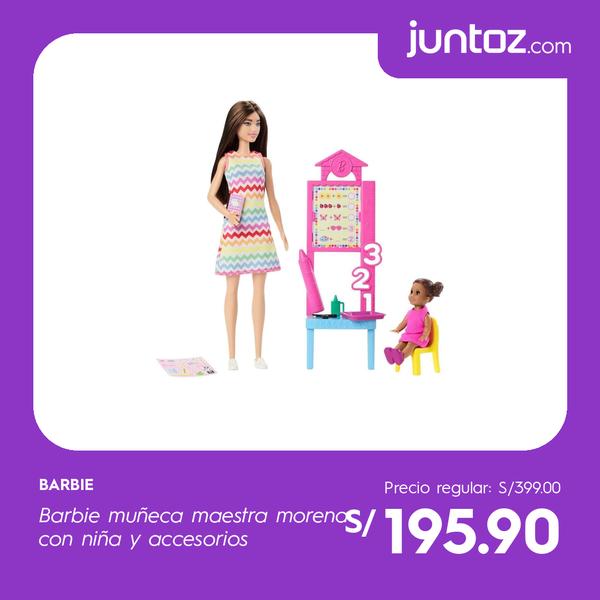 juntoz.com
B
3
2
1
BARBIE
Barbie muñeca maestra morena
con niña y accesorios
Precio regular: S/399.00
S/ 195.90